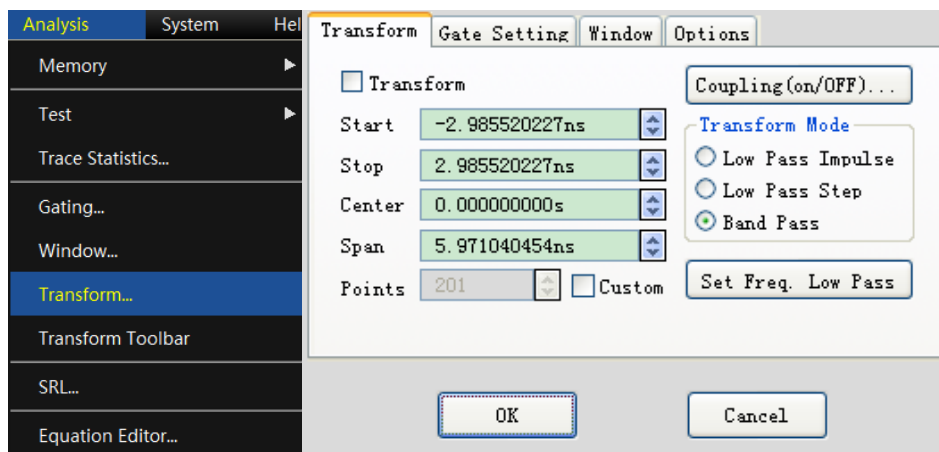 Analysis System Hel
Memory
Test
Trace Statistics...
Gating...
Window...
Transform...
Transform Toolbar
SRL...
Equation Editor...
Transform Gate Setting Window Options
Transform
Start -2.985520227ns
Stop 2.985520227ns
Center 0.000000000s
Span 5.971040454ns
Points 201 Custom
Coupling(on/OFF)...
Transform Mode
Low Pass Impulse
Low Pass Step
Band Pass
Set Freq. Low Pass
OK Cancel